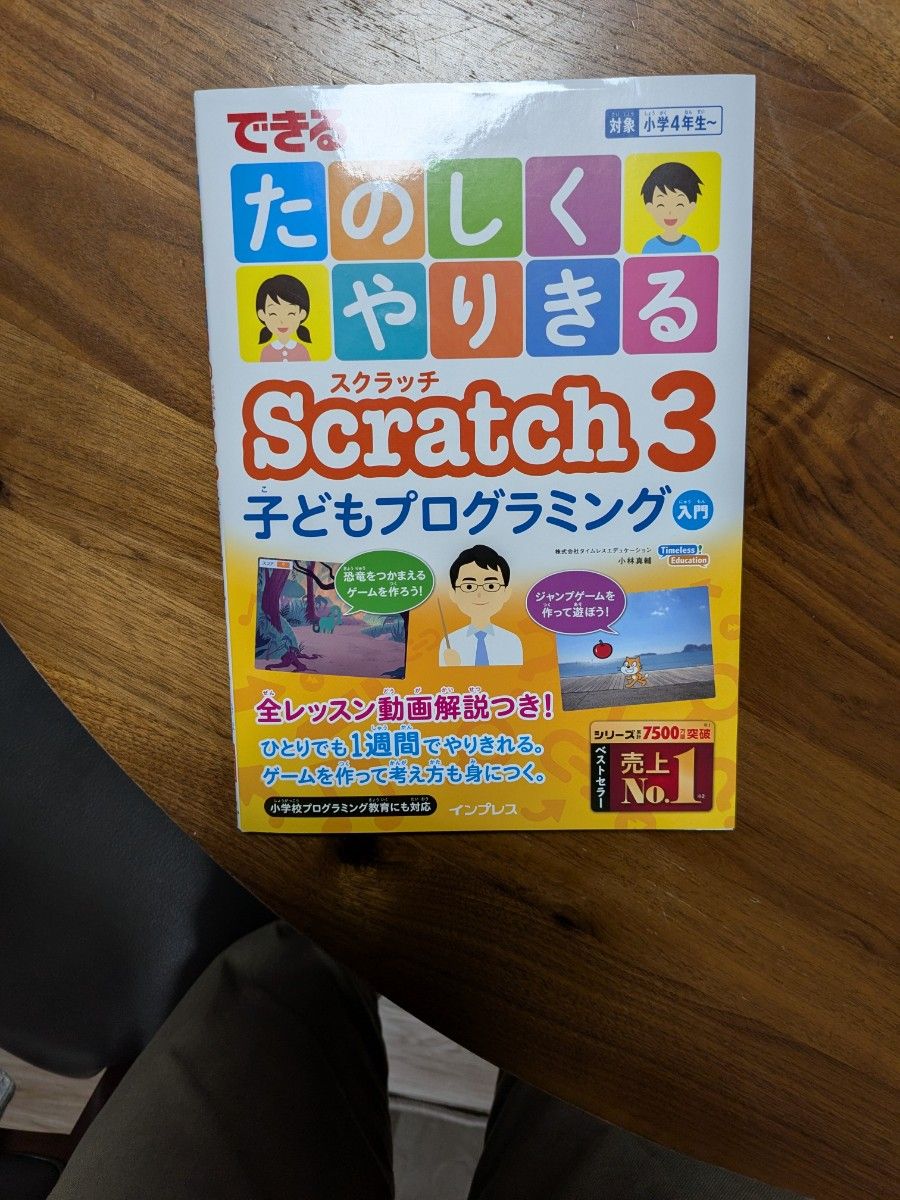 できる
対象 小学4年生~
たのしく
やりきる
スクラッチ
Scratch 3
子どもプログラミング 入門
株式会社タイムレスエデュケーション
小林真輔
Timeless Education
恐竜をつかまえる
ゲームを作ろう!
ジャンプゲームを
作って遊ぼう!
全レッスン動画解説つき!
ひとりでも1週間でやりきれる。
ゲームを作って考え方も身につく。
小学校プログラミング教育にも対応
インプレス
シリーズ累計7500万部突破
ベストセラー
売上
No.1